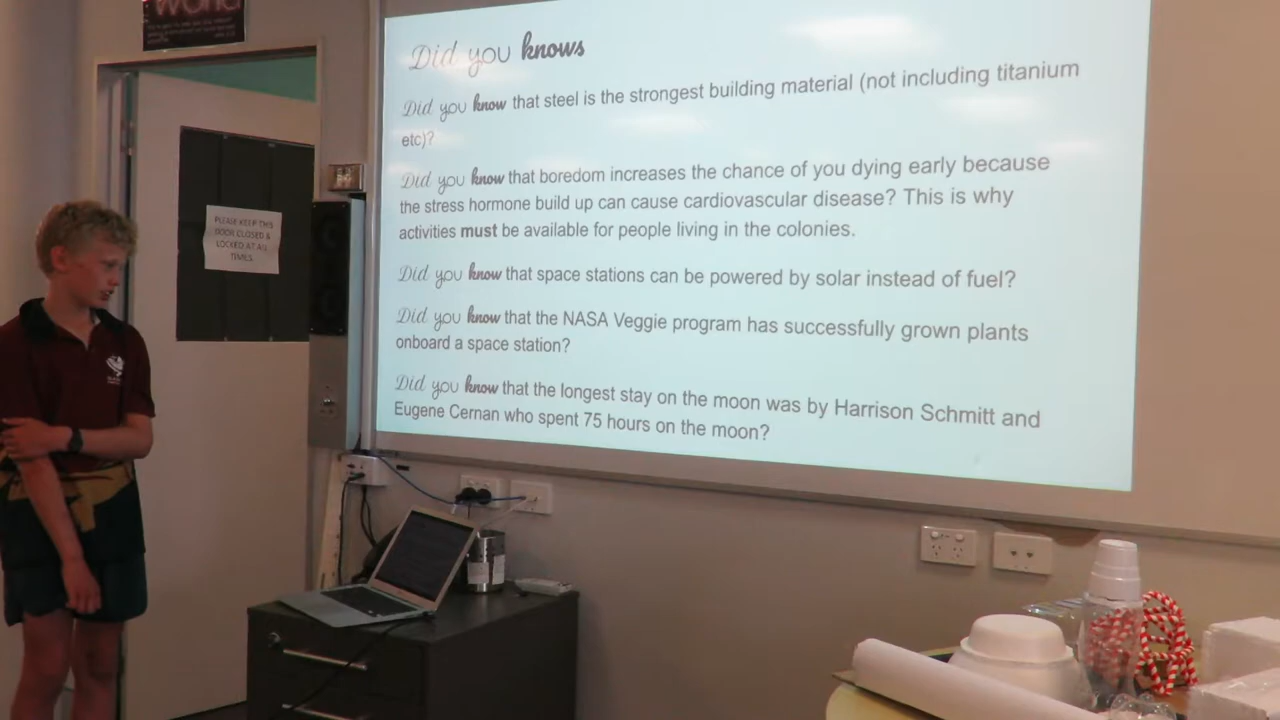 World
Did you knows
Did you know that steel is the strongest building material (not including titanium
etc)?
Did you know that boredom increases the chance of you dying early because
the stress hormone build up can cause cardiovascular disease? This is why
activities must be available for people living in the colonies.
Did you know that space stations can be powered by solar instead of fuel?
Did you know that the NASA Veggie program has successfully grown plants
onboard a space station?
Did you know that the longest stay on the moon was by Harrison Schmitt and
Eugene Cernan who spent 75 hours on the moon?
PLEASE KEEP THIS
DOOR CLOSED &
LOCKED AT ALL
TIMES.